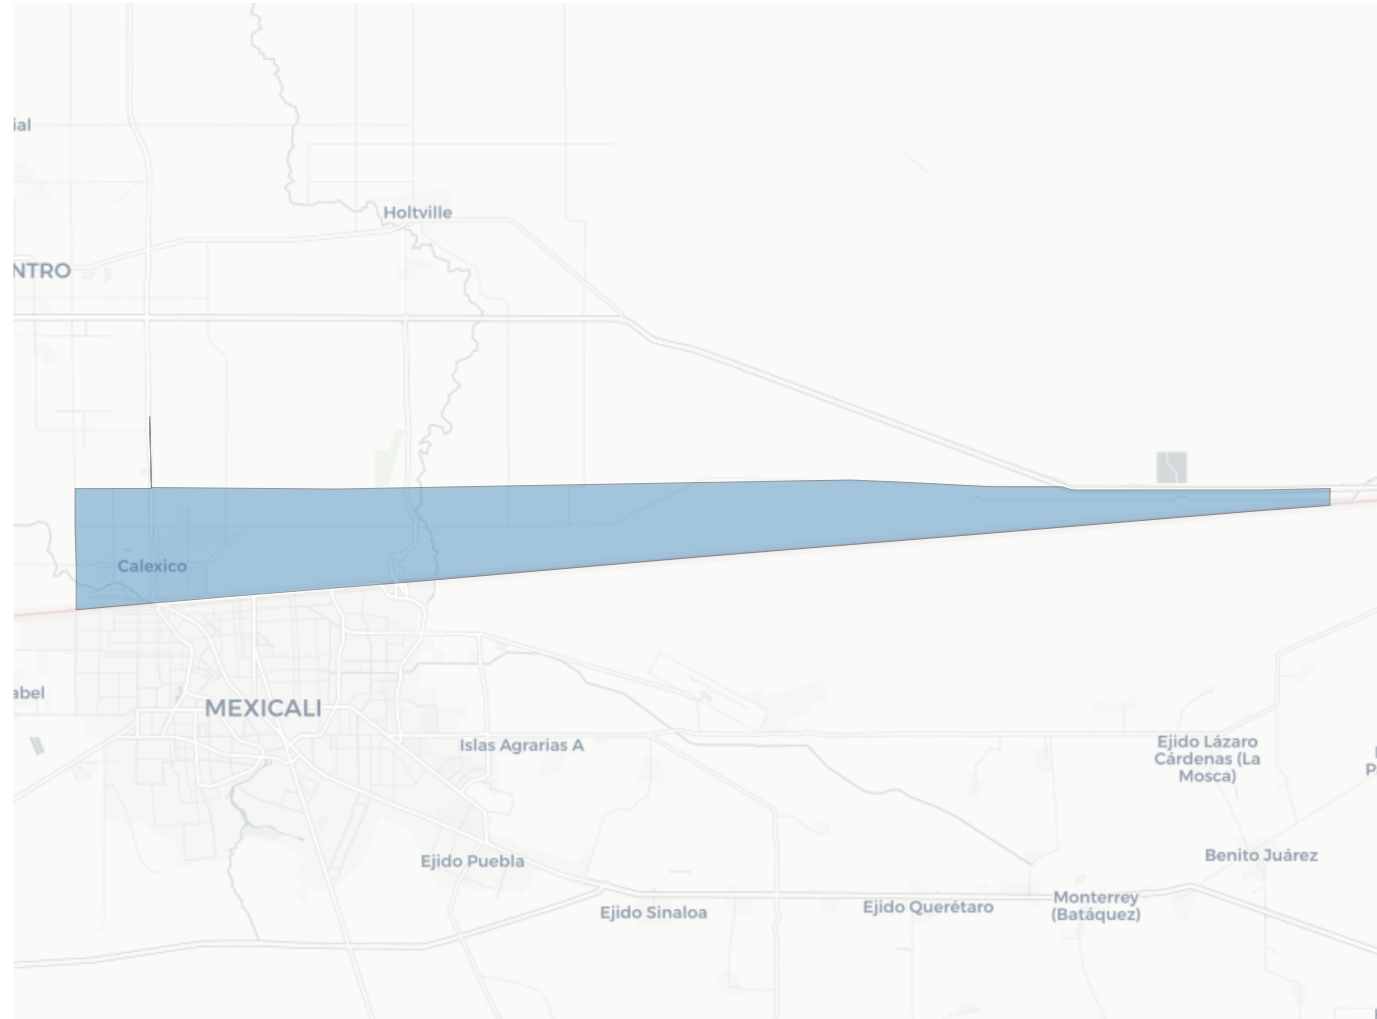 ial
Holtville
NTRO
Calexico
abel
MEXICALI
Islas Agrarias A
Ejido Lázaro
Cárdenas (La
Mosca)
P
Ejido Puebla
Benito Juárez
Ejido Sinaloa
Ejido Querétaro
Monterrey
(Batáquez)